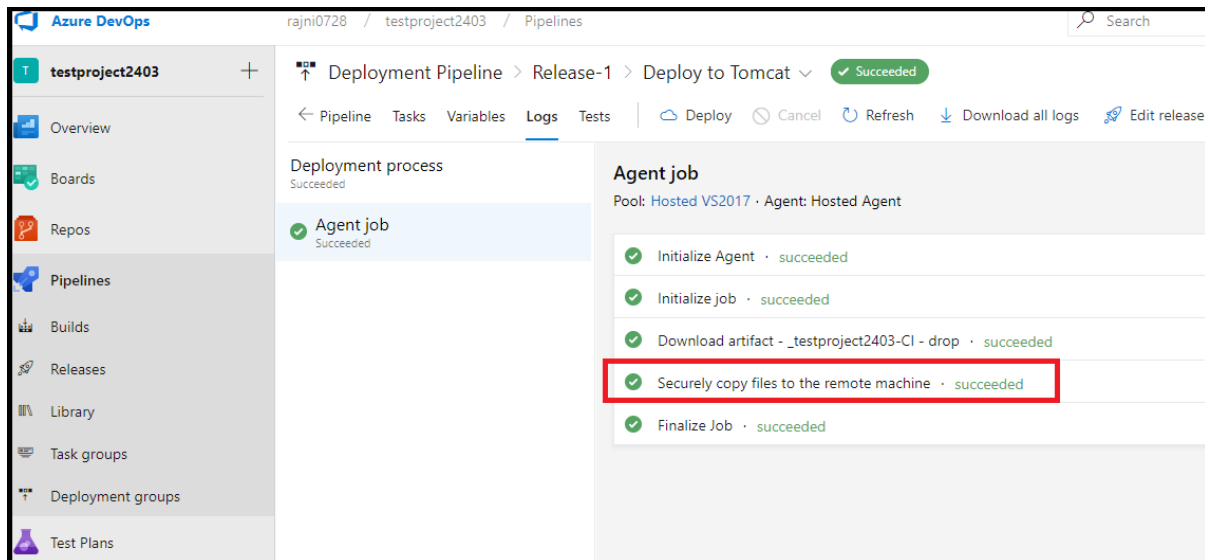 Azure DevOps
rajni0728 / testproject2403 / Pipelines
Search
T testproject2403
Overview
Boards
Repos
Pipelines
Builds
Releases
Library
Task groups
Deployment groups
Test Plans
Deployment Pipeline > Release-1 > Deploy to Tomcat Succeeded
Pipeline Tasks Variables Logs Tests Deploy Cancel Refresh Download all logs Edit release
Deployment process
Succeeded
Agent job
Succeeded
Agent job
Pool: Hosted VS2017 · Agent: Hosted Agent
Initialize Agent · succeeded
Initialize job · succeeded
Download artifact - _testproject2403-CI - drop · succeeded
Securely copy files to the remote machine · succeeded
Finalize Job · succeeded